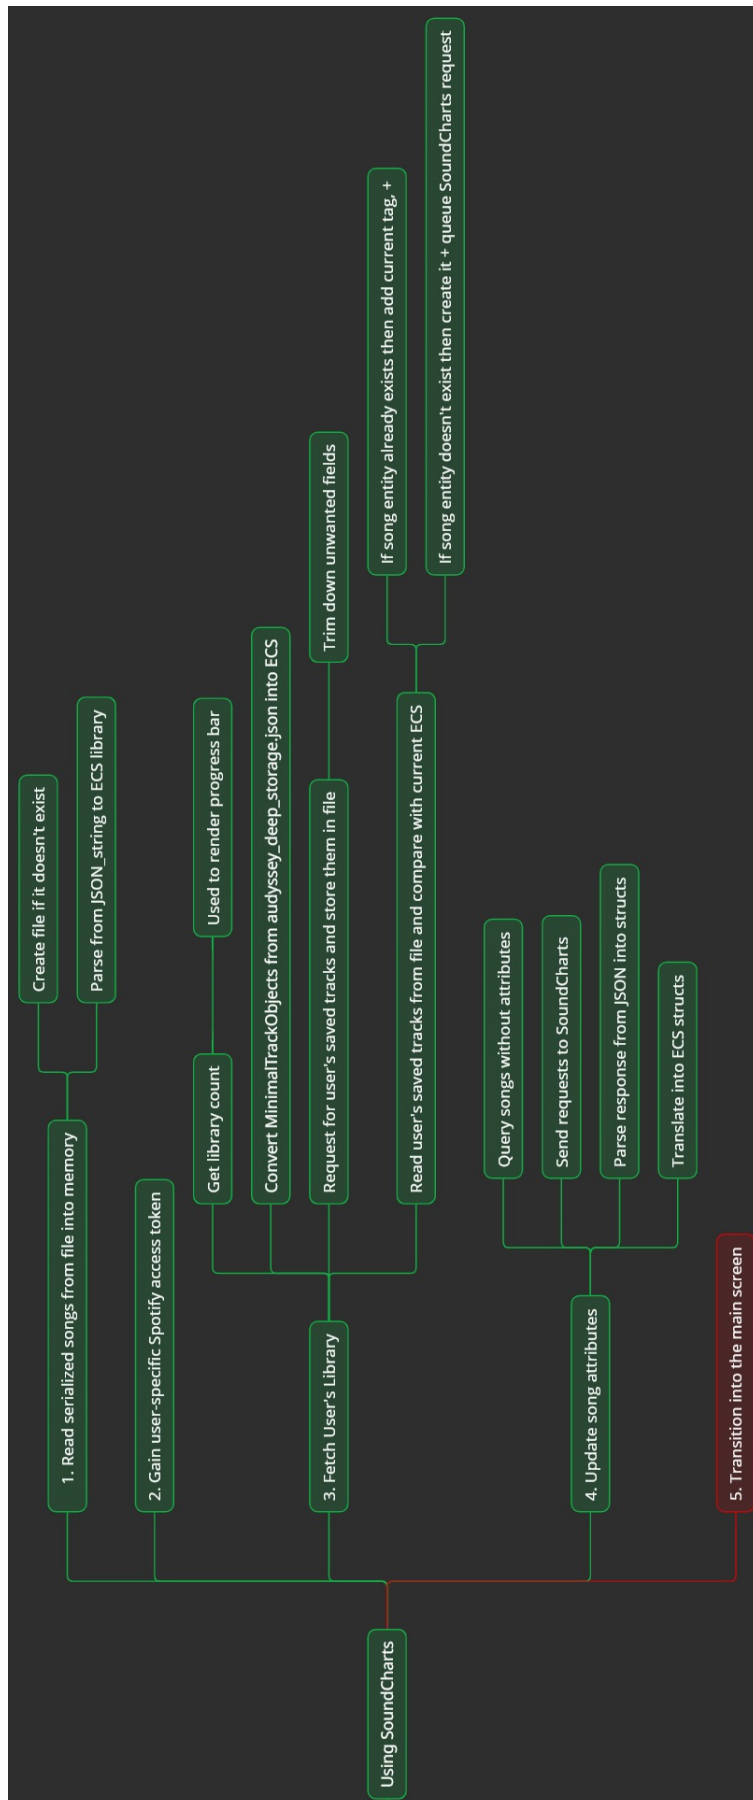 Using SoundCharts
1. Read serialized songs from file into memory
Create file if it doesn't exist
Parse from JSON_string to ECS library
2. Gain user-specific Spotify access token
3. Fetch User's Library
Get library count
Used to render progress bar
Convert MinimalTrackObjects from audyssey_deep_storage.json into ECS
Request for user's saved tracks and store them in file
Trim down unwanted fields
Read user's saved tracks from file and compare with current ECS
If song entity already exists then add current tag, +
If song entity doesn't exist then create it + queue SoundCharts request
4. Update song attributes
Query songs without attributes
Send requests to SoundCharts
Parse response from JSON into structs
Translate into ECS structs
5. Transition into the main screen